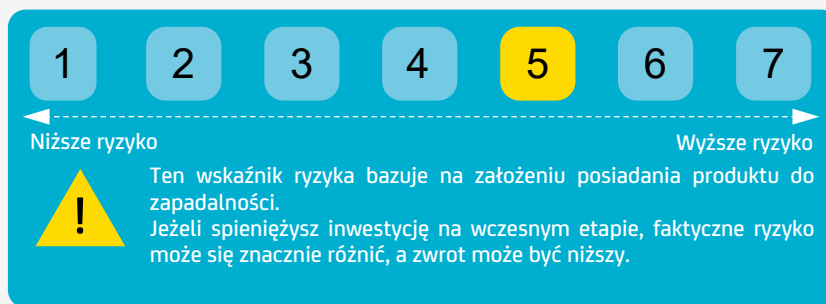 1 2 3 4 5 6 7
Niższe ryzyko Wyższe ryzyko
!
Ten wskaźnik ryzyka bazuje na założeniu posiadania produktu do
zapadalności.
Jeżeli spieniężysz inwestycję na wczesnym etapie, faktyczne ryzyko
może się znacznie różnić, a zwrot może być niższy.